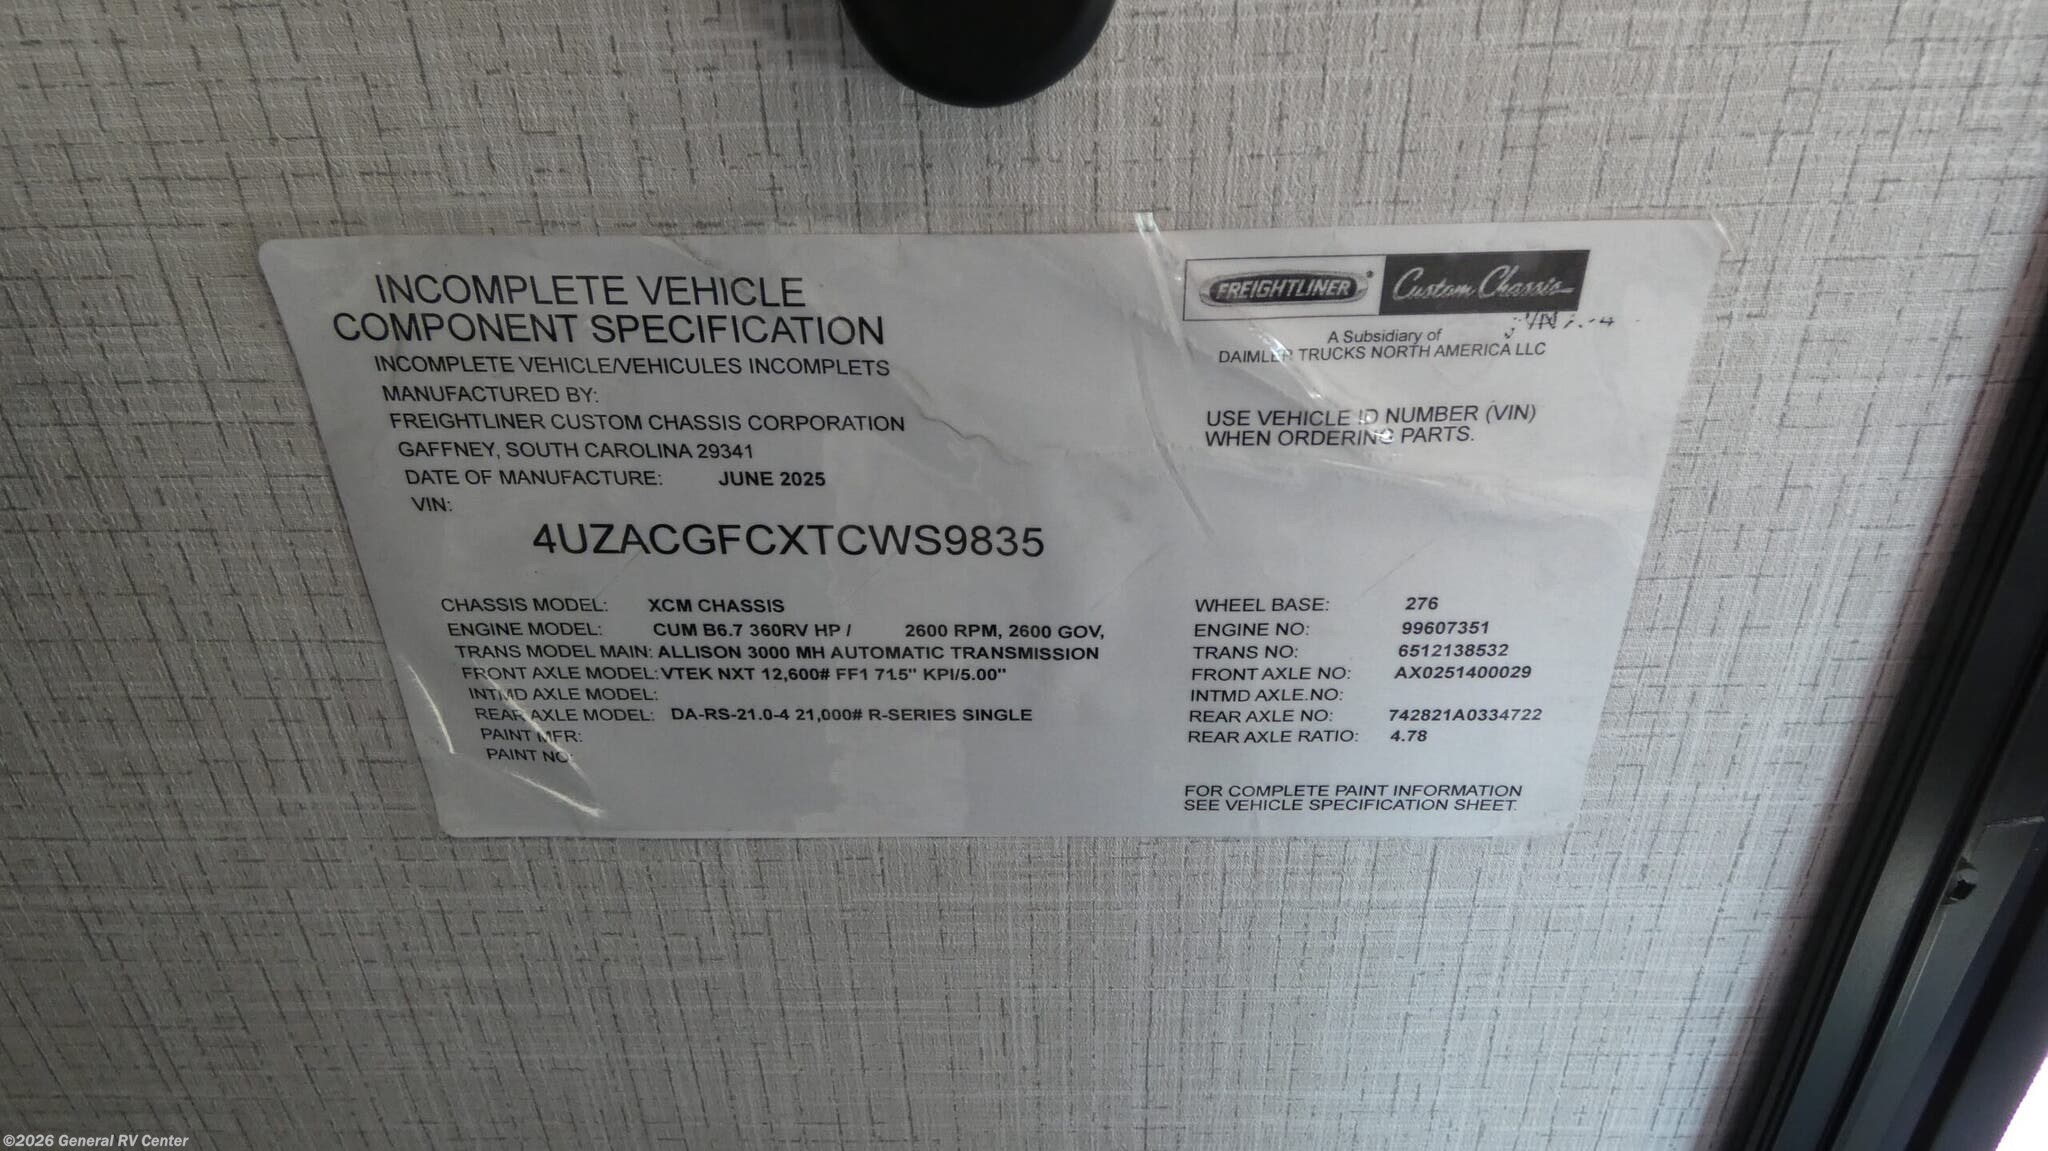 INCOMPLETE VEHICLE
COMPONENT SPECIFICATION
INCOMPLETE VEHICLE/VEHICULES INCOMPLETS
MANUFACTURED BY:
FREIGHTLINER CUSTOM CHASSIS CORPORATION
GAFFNEY, SOUTH CAROLINA 29341
DATE OF MANUFACTURE: JUNE 2025
VIN:
4UZACGFCXTCWS9835
CHASSIS MODEL: XCM CHASSIS
ENGINE MODEL: CUM B6.7 360RV HP / 2600 RPM, 2600 GOV,
TRANS MODEL MAIN: ALLISON 3000 MH AUTOMATIC TRANSMISSION
FRONT AXLE MODEL: VTEK NXT 12,600# FF1 71.5" KPI/5.00"
INTMD AXLE MODEL:
REAR AXLE MODEL: DA-RS-21.0-4 21,000# R-SERIES SINGLE
PAINT MFR:
PAINT NO:
FREIGHTLINER® Custom Chassis
A Subsidiary of
DAIMLER TRUCKS NORTH AMERICA LLC
USE VEHICLE ID NUMBER (VIN)
WHEN ORDERING PARTS.
WHEEL BASE: 276
ENGINE NO: 99607351
TRANS NO: 6512138532
FRONT AXLE NO: AX0251400029
INTMD AXLE.NO:
REAR AXLE NO: 742821A0334722
REAR AXLE RATIO: 4.78
FOR COMPLETE PAINT INFORMATION
SEE VEHICLE SPECIFICATION SHEET.
©2026 General RV Center